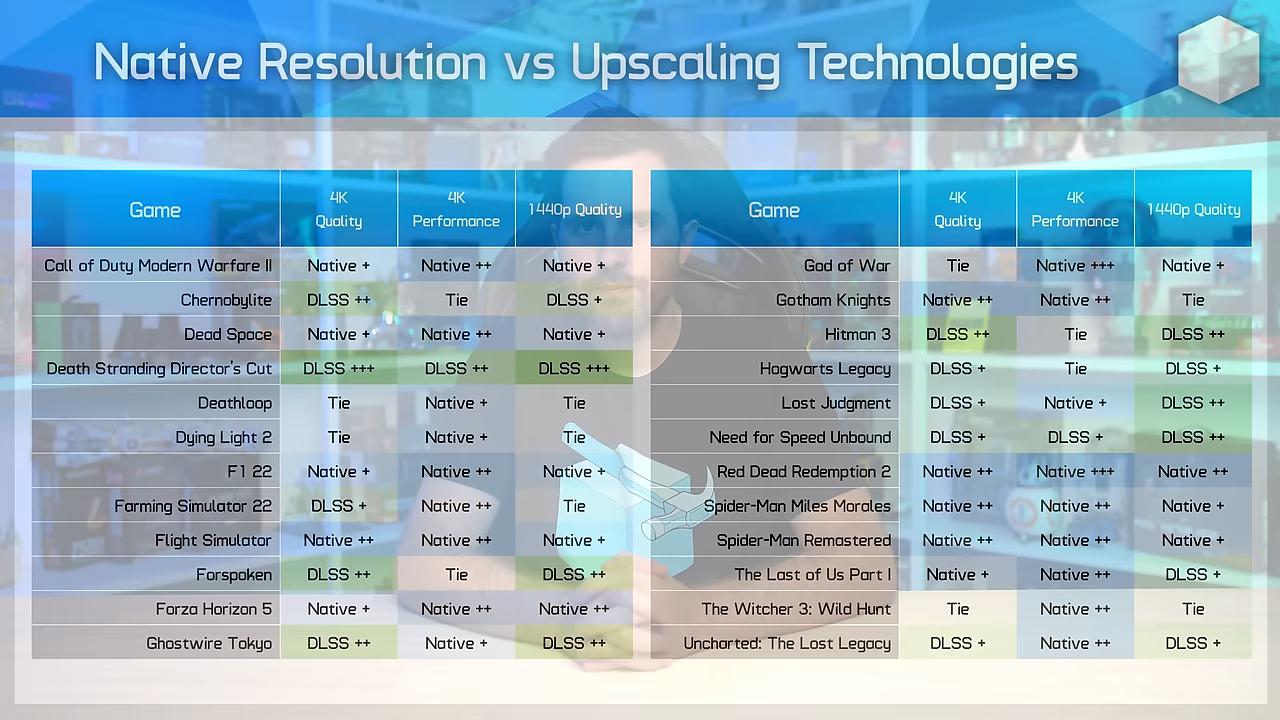 Native Resolution vs Upscaling Technologies
Game 4K Quality 4K Performance 1440p Quality
Call of Duty Modern Warfare II Native + Native ++ Native +
Chernobylite DLSS ++ Tie DLSS +
Dead Space Native + Native ++ Native +
Death Stranding Director's Cut DLSS +++ DLSS ++ DLSS +++
Deathloop Tie Native + Tie
Dying Light 2 Tie Native + Tie
F1 22 Native + Native ++ Native +
Farming Simulator 22 DLSS + Native ++ Tie
Flight Simulator Native ++ Native ++ Native +
Forspoken DLSS ++ Tie DLSS ++
Forza Horizon 5 Native + Native ++ Native ++
Ghostwire Tokyo DLSS ++ Native + DLSS ++
Game 4K Quality 4K Performance 1440p Quality
God of War Tie Native +++ Native +
Gotham Knights Native ++ Native ++ Tie
Hitman 3 DLSS ++ Tie DLSS ++
Hogwarts Legacy DLSS + Tie DLSS +
Lost Judgment DLSS + Native + DLSS ++
Need for Speed Unbound DLSS + DLSS + DLSS ++
Red Dead Redemption 2 Native ++ Native +++ Native ++
Spider-Man Miles Morales Native ++ Native ++ Native +
Spider-Man Remastered Native ++ Native ++ Native +
The Last of Us Part I Native + Native ++ DLSS +
The Witcher 3: Wild Hunt Tie Native ++ Tie
Uncharted: The Lost Legacy DLSS + Native ++ DLSS +